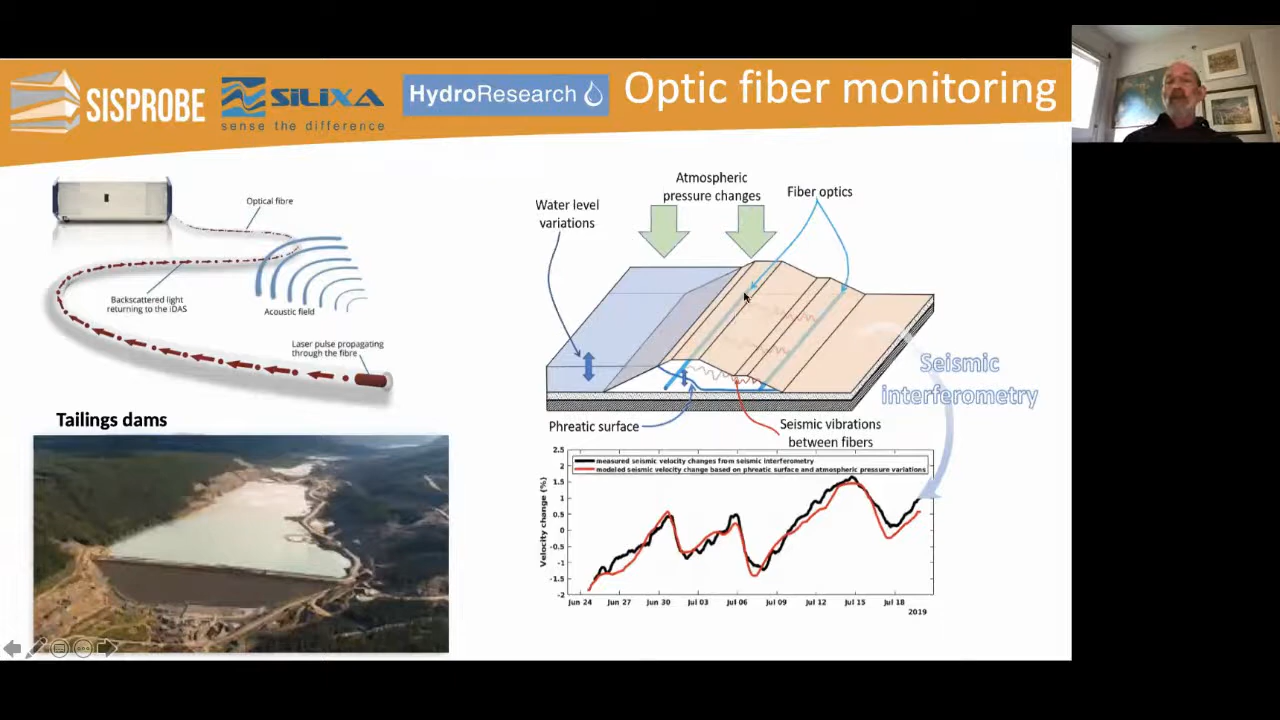 SISPROBE
SILIXA
sense the difference
HydroResearch
Optic fiber monitoring
Optical fibre
Backscattered light
returning to the iDAS
Acoustic field
Laser pulse propagating
through the fibre
Tailings dams
Atmospheric
pressure changes
Water level
variations
Fiber optics
Phreatic surface
Seismic vibrations
between fibers
Seismic
interferometry
measured seismic velocity changes from seismic interferometry
modeled seismic velocity change based on phreatic surface and atmospheric pressure variations
Velocity change (%)
2.5
2
1.5
1
0.5
0
-0.5
-1
-1.5
-2
Jun 24
Jun 27
Jun 30
Jul 03
Jul 06
Jul 09
Jul 12
Jul 15
Jul 18
2019